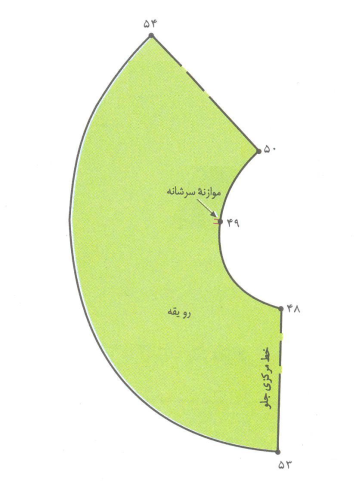 ۵۴
۵۰
موازنهٔ سرشانه
۴۹
۴۸
رو یقه
خط مرکزی جلو
۵۳